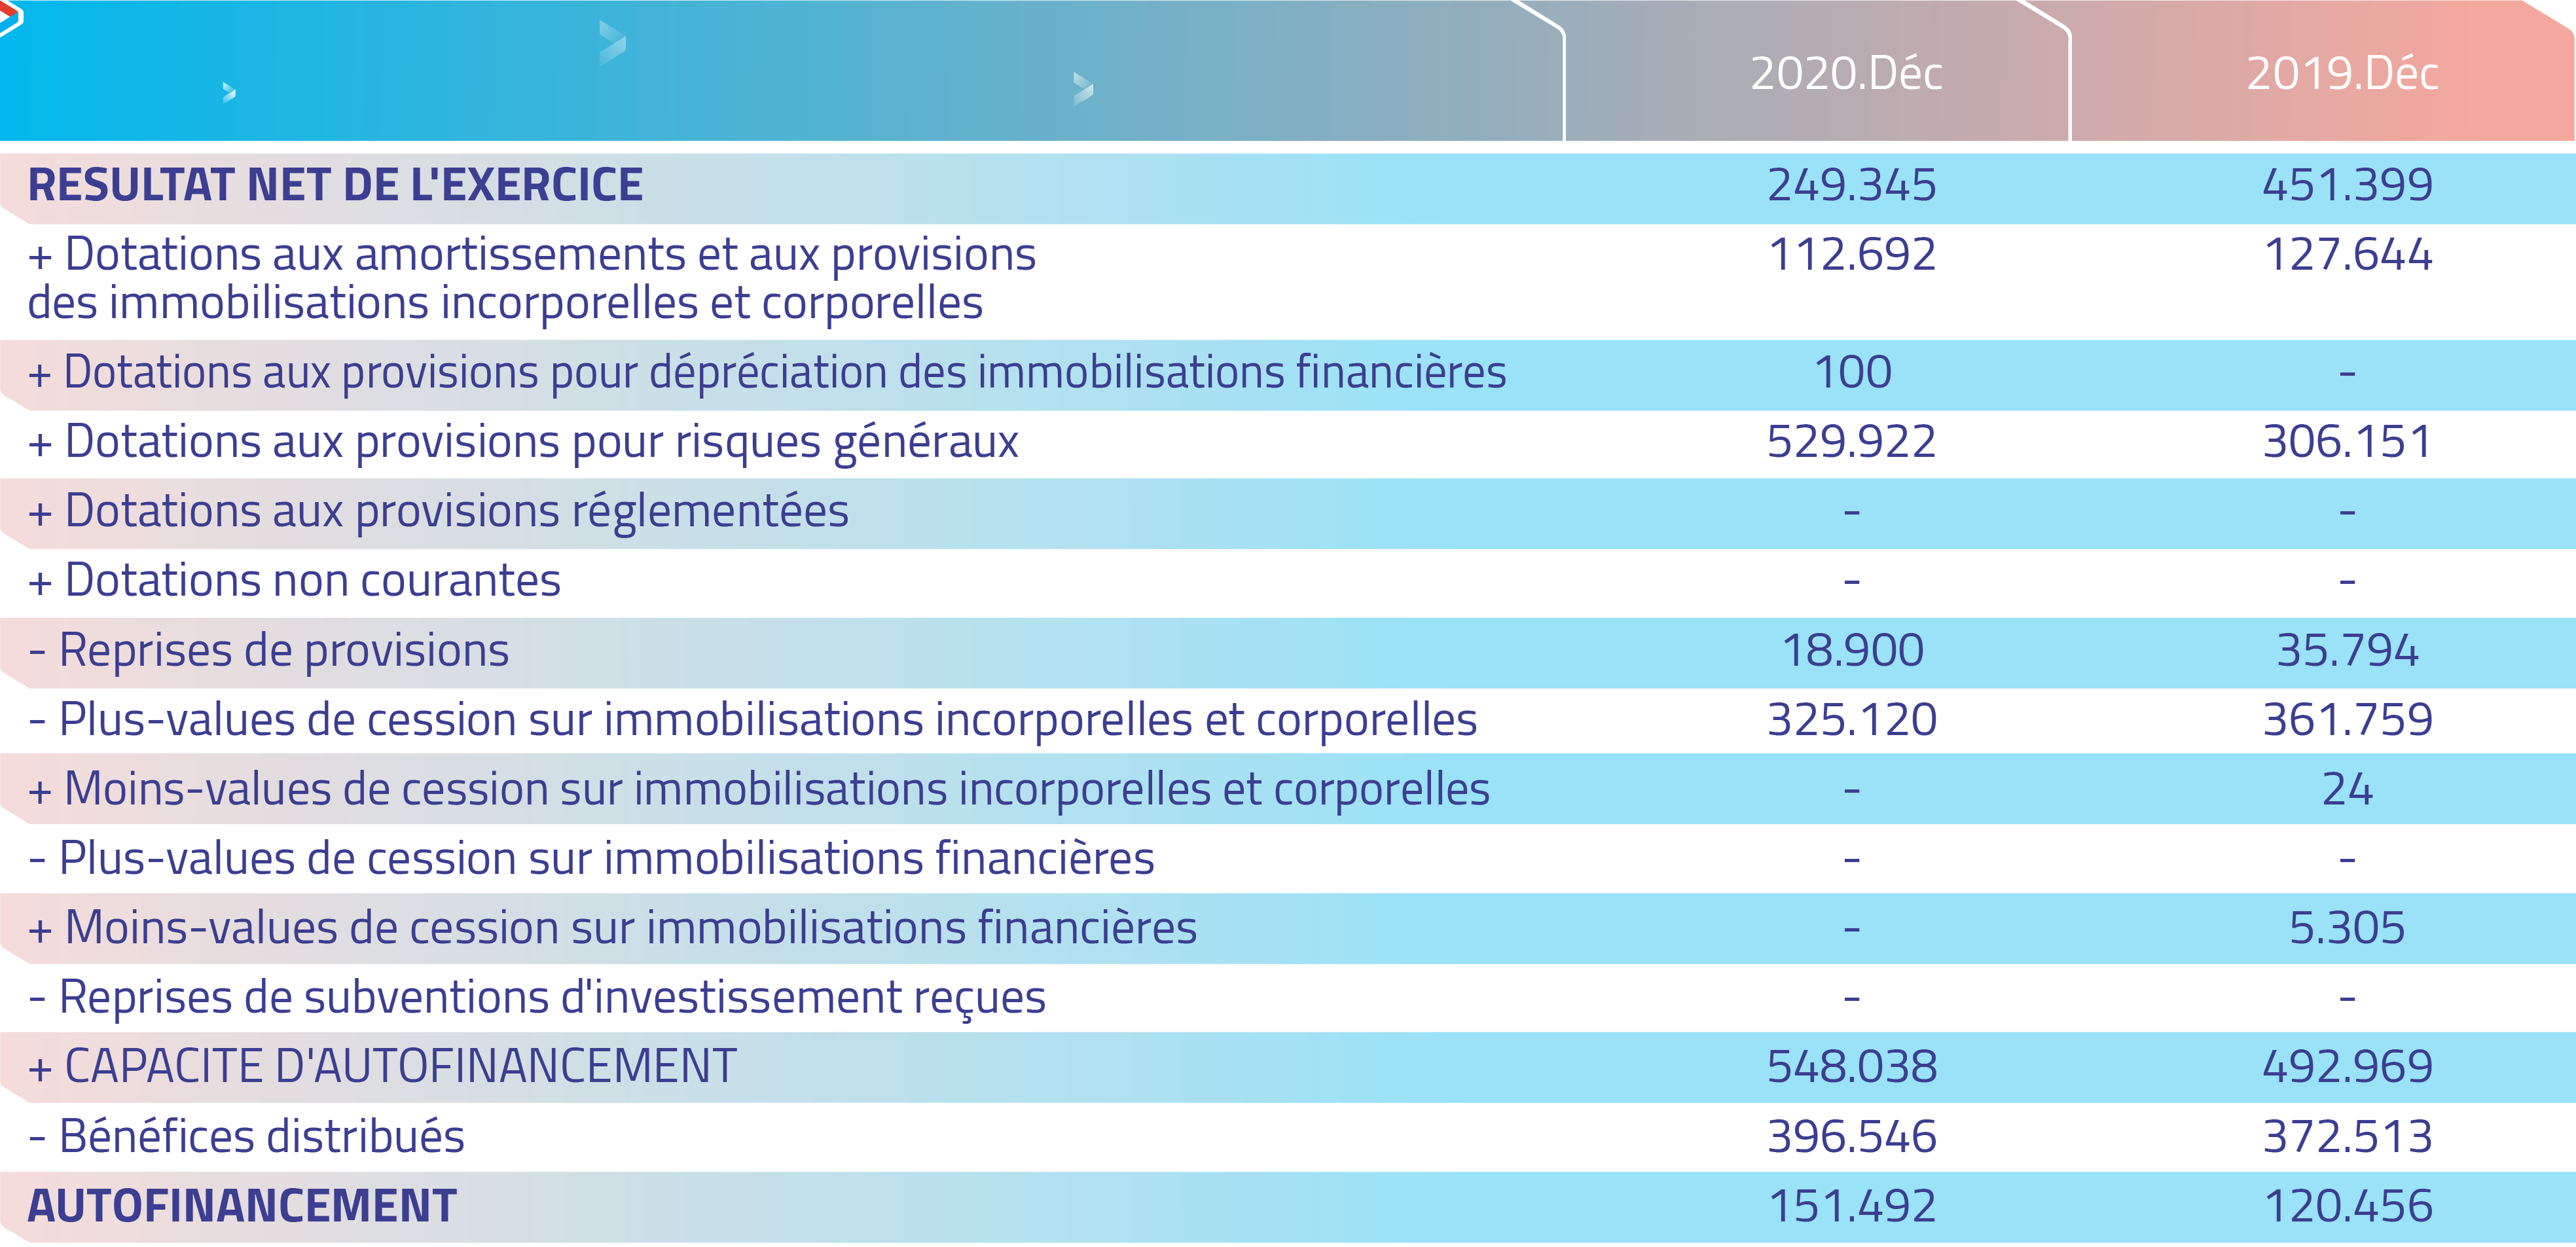 2020.Déc 2019.Déc
RESULTAT NET DE L'EXERCICE 249.345 451.399
+ Dotations aux amortissements et aux provisions 112.692 127.644
des immobilisations incorporelles et corporelles
+ Dotations aux provisions pour dépréciation des immobilisations financières 100 -
+ Dotations aux provisions pour risques généraux 529.922 306.151
+ Dotations aux provisions réglementées - -
+ Dotations non courantes - -
- Reprises de provisions 18.900 35.794
- Plus-values de cession sur immobilisations incorporelles et corporelles 325.120 361.759
+ Moins-values de cession sur immobilisations incorporelles et corporelles - 24
- Plus-values de cession sur immobilisations financières - -
+ Moins-values de cession sur immobilisations financières - 5.305
- Reprises de subventions d'investissement reçues - -
+ CAPACITE D'AUTOFINANCEMENT 548.038 492.969
- Bénéfices distribués 396.546 372.513
AUTOFINANCEMENT 151.492 120.456